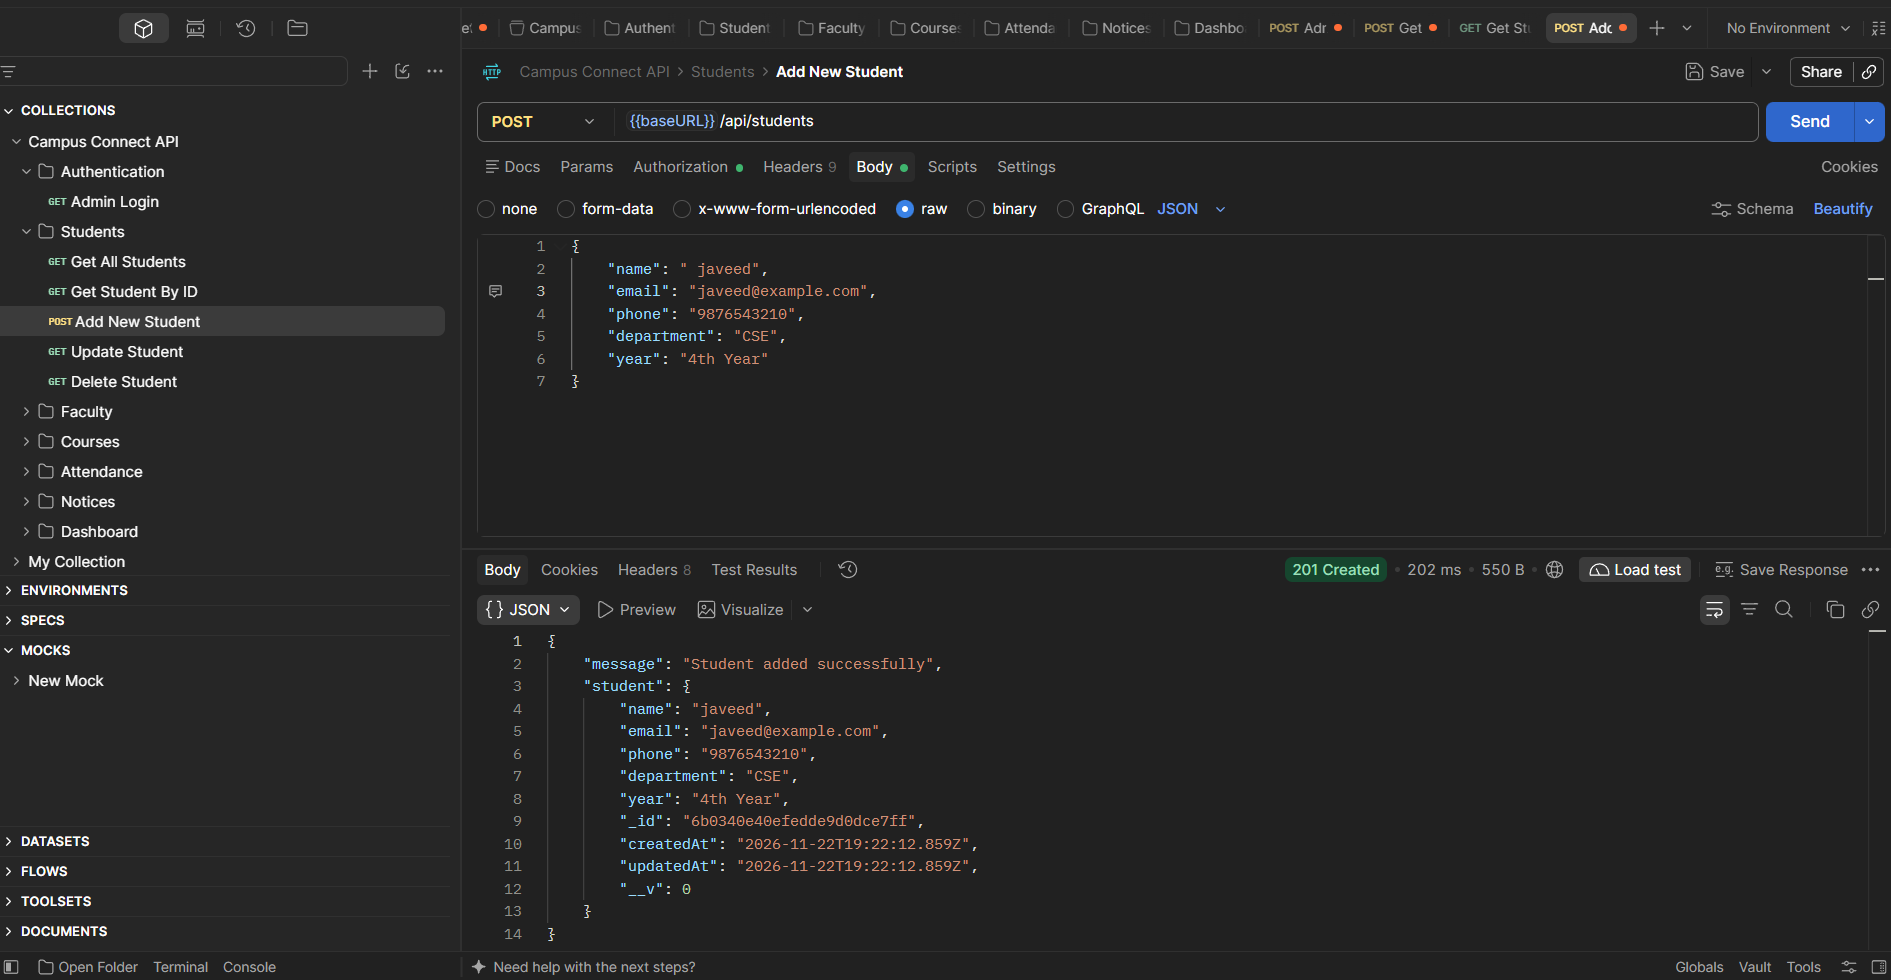 Campus
Authent
Student
Faculty
Course
Attenda
Notices
Dashbo
POST Adr
POST Get
GET Get St
POST Adc
No Environment
COLLECTIONS
Campus Connect API
Authentication
GET Admin Login
Students
GET Get All Students
GET Get Student By ID
POST Add New Student
GET Update Student
GET Delete Student
Faculty
Courses
Attendance
Notices
Dashboard
My Collection
ENVIRONMENTS
SPECS
MOCKS
New Mock
DATASETS
FLOWS
TOOLSETS
DOCUMENTS
HTTP Campus Connect API > Students > Add New Student
Save
Share
POST
{{baseURL}} /api/students
Send
Docs Params Authorization Headers 9 Body Scripts Settings
Cookies
none form-data x-www-form-urlencoded raw binary GraphQL JSON
Schema Beautify
1 {
2 "name": " javeed",
3 "email": "javeed@example.com",
4 "phone": "9876543210",
5 "department": "CSE",
6 "year": "4th Year"
7 }
Body Cookies Headers 8 Test Results
201 Created • 202 ms • 550 B
Load test
e.g. Save Response
{} JSON Preview Visualize
1 {
2 "message": "Student added successfully",
3 "student": {
4 "name": "javeed",
5 "email": "javeed@example.com",
6 "phone": "9876543210",
7 "department": "CSE",
8 "year": "4th Year",
9 "_id": "6b0340e40efedde9d0dce7ff",
10 "createdAt": "2026-11-22T19:22:12.859Z",
11 "updatedAt": "2026-11-22T19:22:12.859Z",
12 "__v": 0
13 }
14 }
Open Folder Terminal Console
Need help with the next steps?
Globals Vault Tools